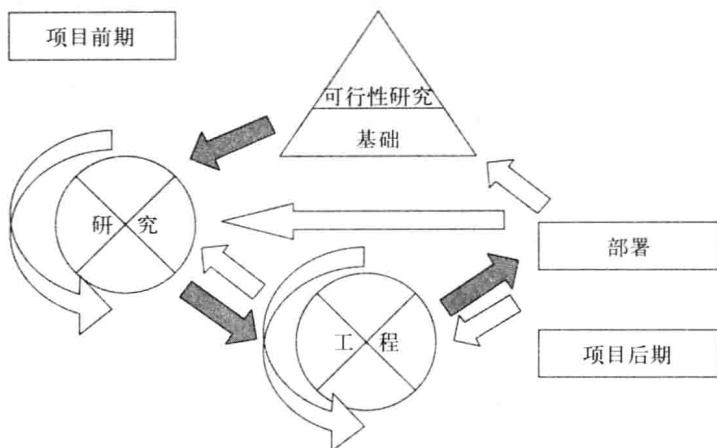 项目前期
可行性研究
基础
研究
部署
工程
项目后期